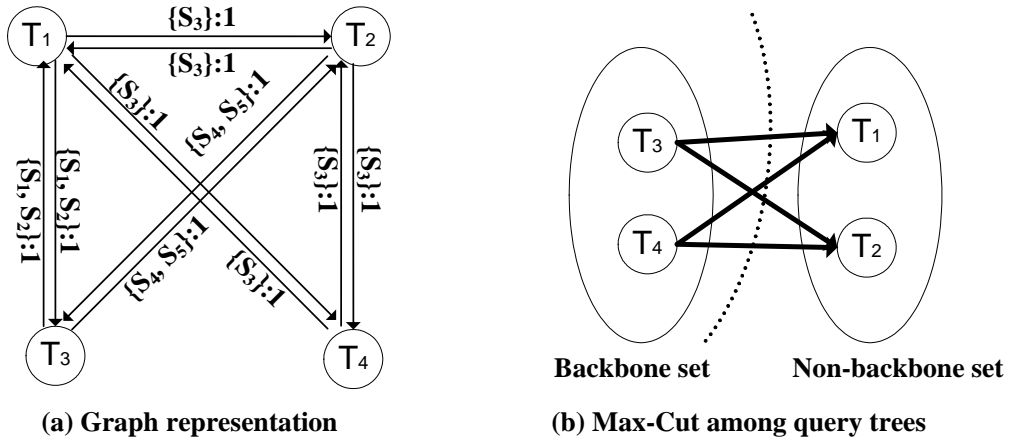 {S₃}:1
T₁
T₂
{S₃}:1
{S₃}:1
{S₄, S₅}:1
{S₁, S₂}:1
{S₁, S₂}:1
{S₃}:1
{S₃}:1
{S₄, S₅}:1
{S₃}:1
T₃
T₄
(a) Graph representation
T₃
T₁
T₄
T₂
Backbone set
Non-backbone set
(b) Max-Cut among query trees